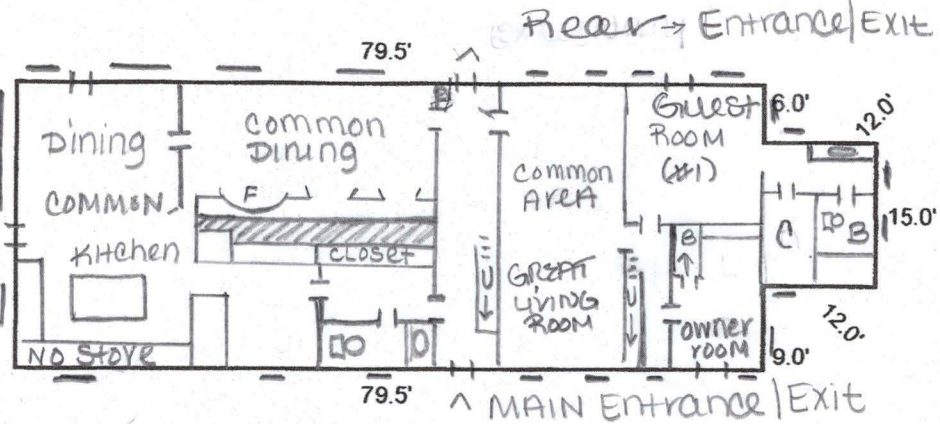 Rear → Entrance/Exit
79.5'
Dining
Common
Dining
Guest
Room
(#1)
6.0'
12.0'
COMMON
F
Common
Area
Kitchen
CLOSET
B
C
B
15.0'
U
GREAT
LIVING
ROOM
U
owner
room
12.0'
9.0'
NO Stove
79.5'
^ MAIN Entrance/Exit